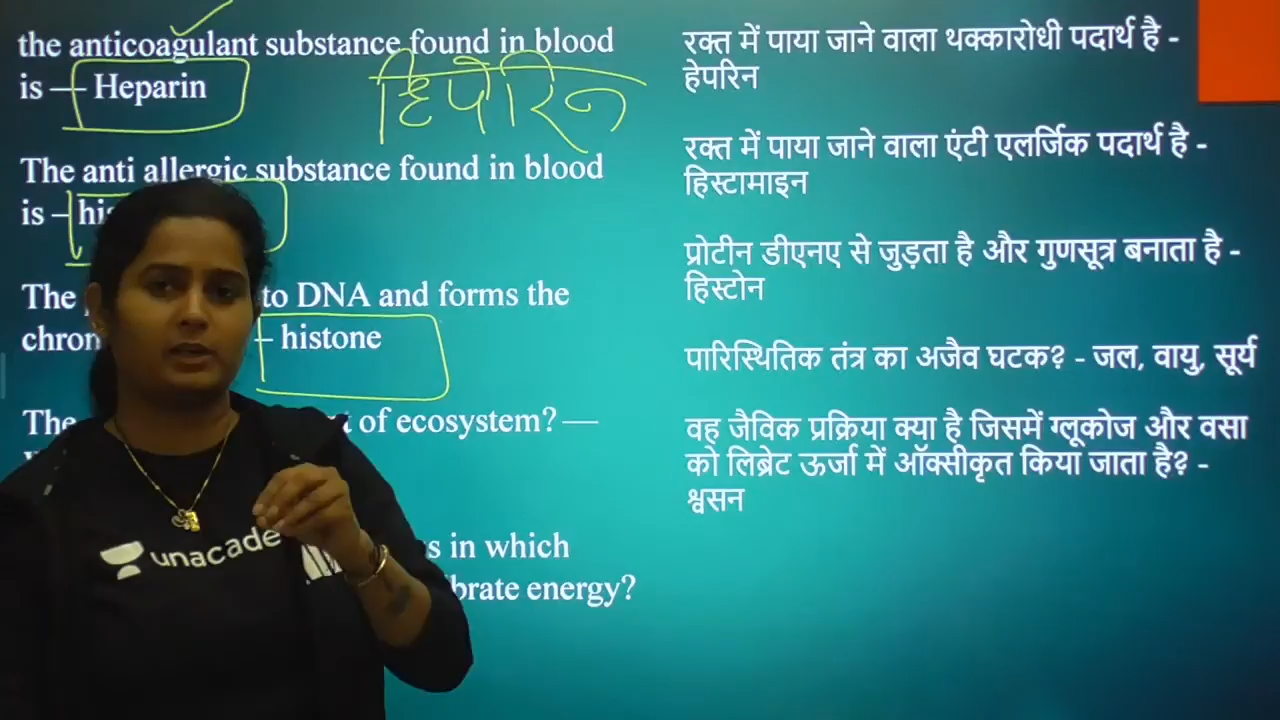 the anticoagulant substance found in blood
is — Heparin
हिपेरिन
The anti allergic substance found in blood
is –
The to DNA and forms the
chron – histone
The of ecosystem? —
s in which
brate energy?
रक्त में पाया जाने वाला थक्कारोधी पदार्थ है -
हेपरिन
रक्त में पाया जाने वाला एंटी एलर्जिक पदार्थ है -
हिस्टामाइन
प्रोटीन डीएनए से जुड़ता है और गुणसूत्र बनाता है -
हिस्टोन
पारिस्थितिक तंत्र का अजैव घटक? - जल, वायु, सूर्य
वह जैविक प्रक्रिया क्या है जिसमें ग्लूकोज और वसा
को लिब्रेट ऊर्जा में ऑक्सीकृत किया जाता है? -
श्वसन
unacade